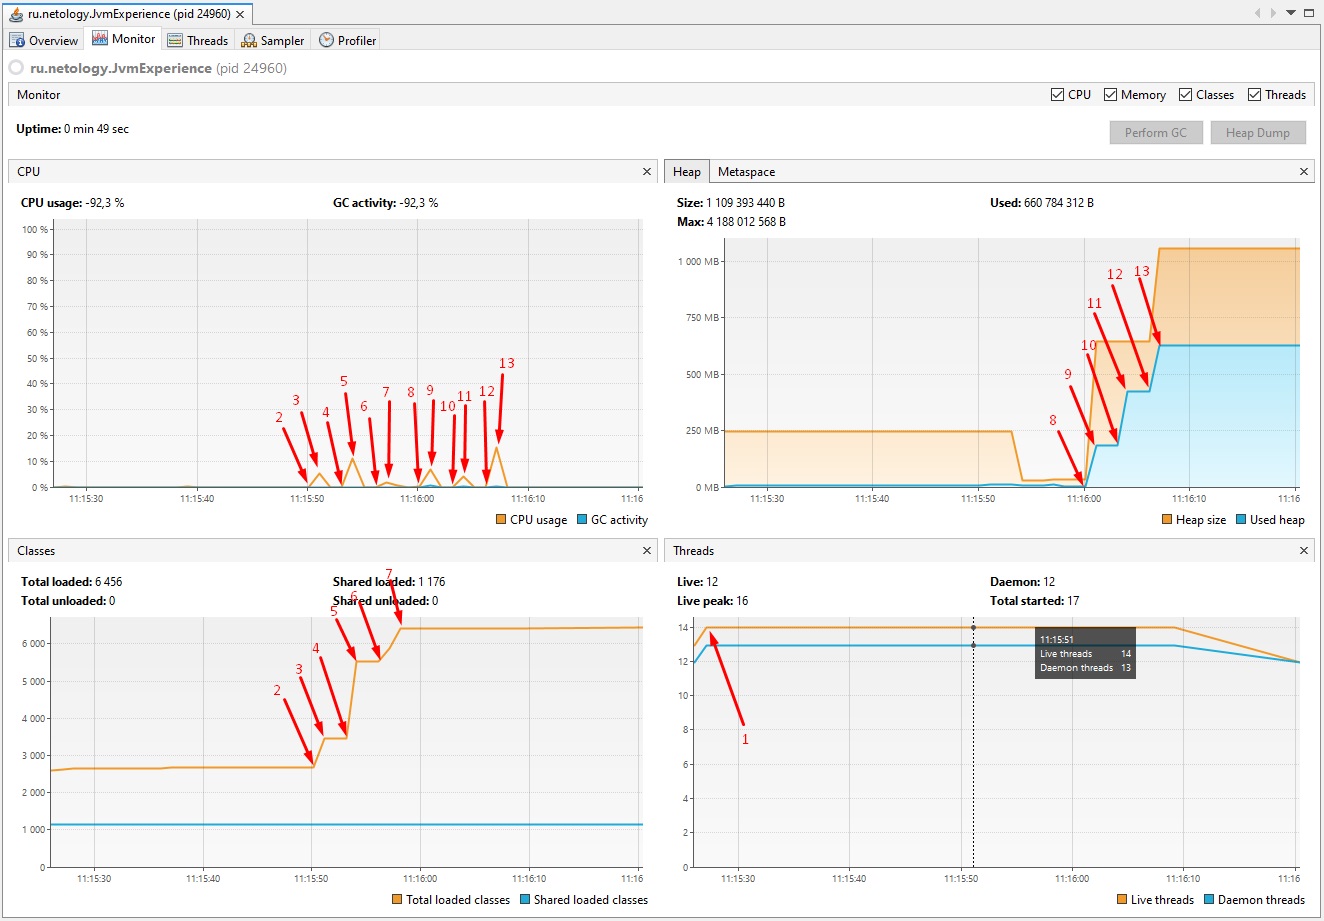 ru.netology.JvmExperience (pid 24960)
Overview Monitor Threads Sampler Profiler
ru.netology.JvmExperience (pid 24960)
Monitor CPU Memory Classes Threads
Uptime: 0 min 49 sec
Perform GC Heap Dump
CPU
CPU usage: -92,3 % GC activity: -92,3 %
100 %
90 %
80 %
70 %
60 %
50 %
40 %
30 %
20 %
10 %
0 %
2
3
4
5
6
7
8
9
10
11
12
13
11:15:30 11:15:40 11:15:50 11:16:00 11:16:10 11:16
CPU usage GC activity
Heap Metaspace
Size: 1 109 393 440 B Used: 660 784 312 B
Max: 4 188 012 568 B
1 000 MB
750 MB
500 MB
250 MB
0 MB
8
9
10
11
12
13
11:15:30 11:15:40 11:15:50 11:16:00 11:16:10 11:16
Heap size Used heap
Classes
Total loaded: 6 456 Shared loaded: 1 176
Total unloaded: 0 Shared unloaded: 0
6 000
5 000
4 000
3 000
2 000
1 000
0
2
3
4
5
6
7
11:15:30 11:15:40 11:15:50 11:16:00 11:16:10 11:16
Total loaded classes Shared loaded classes
Threads
Live: 12 Daemon: 12
Live peak: 16 Total started: 17
14
12
10
8
6
4
2
0
1
11:15:51
Live threads 14
Daemon threads 13
11:15:30 11:15:40 11:15:50 11:16:00 11:16:10 11:16
Live threads Daemon threads